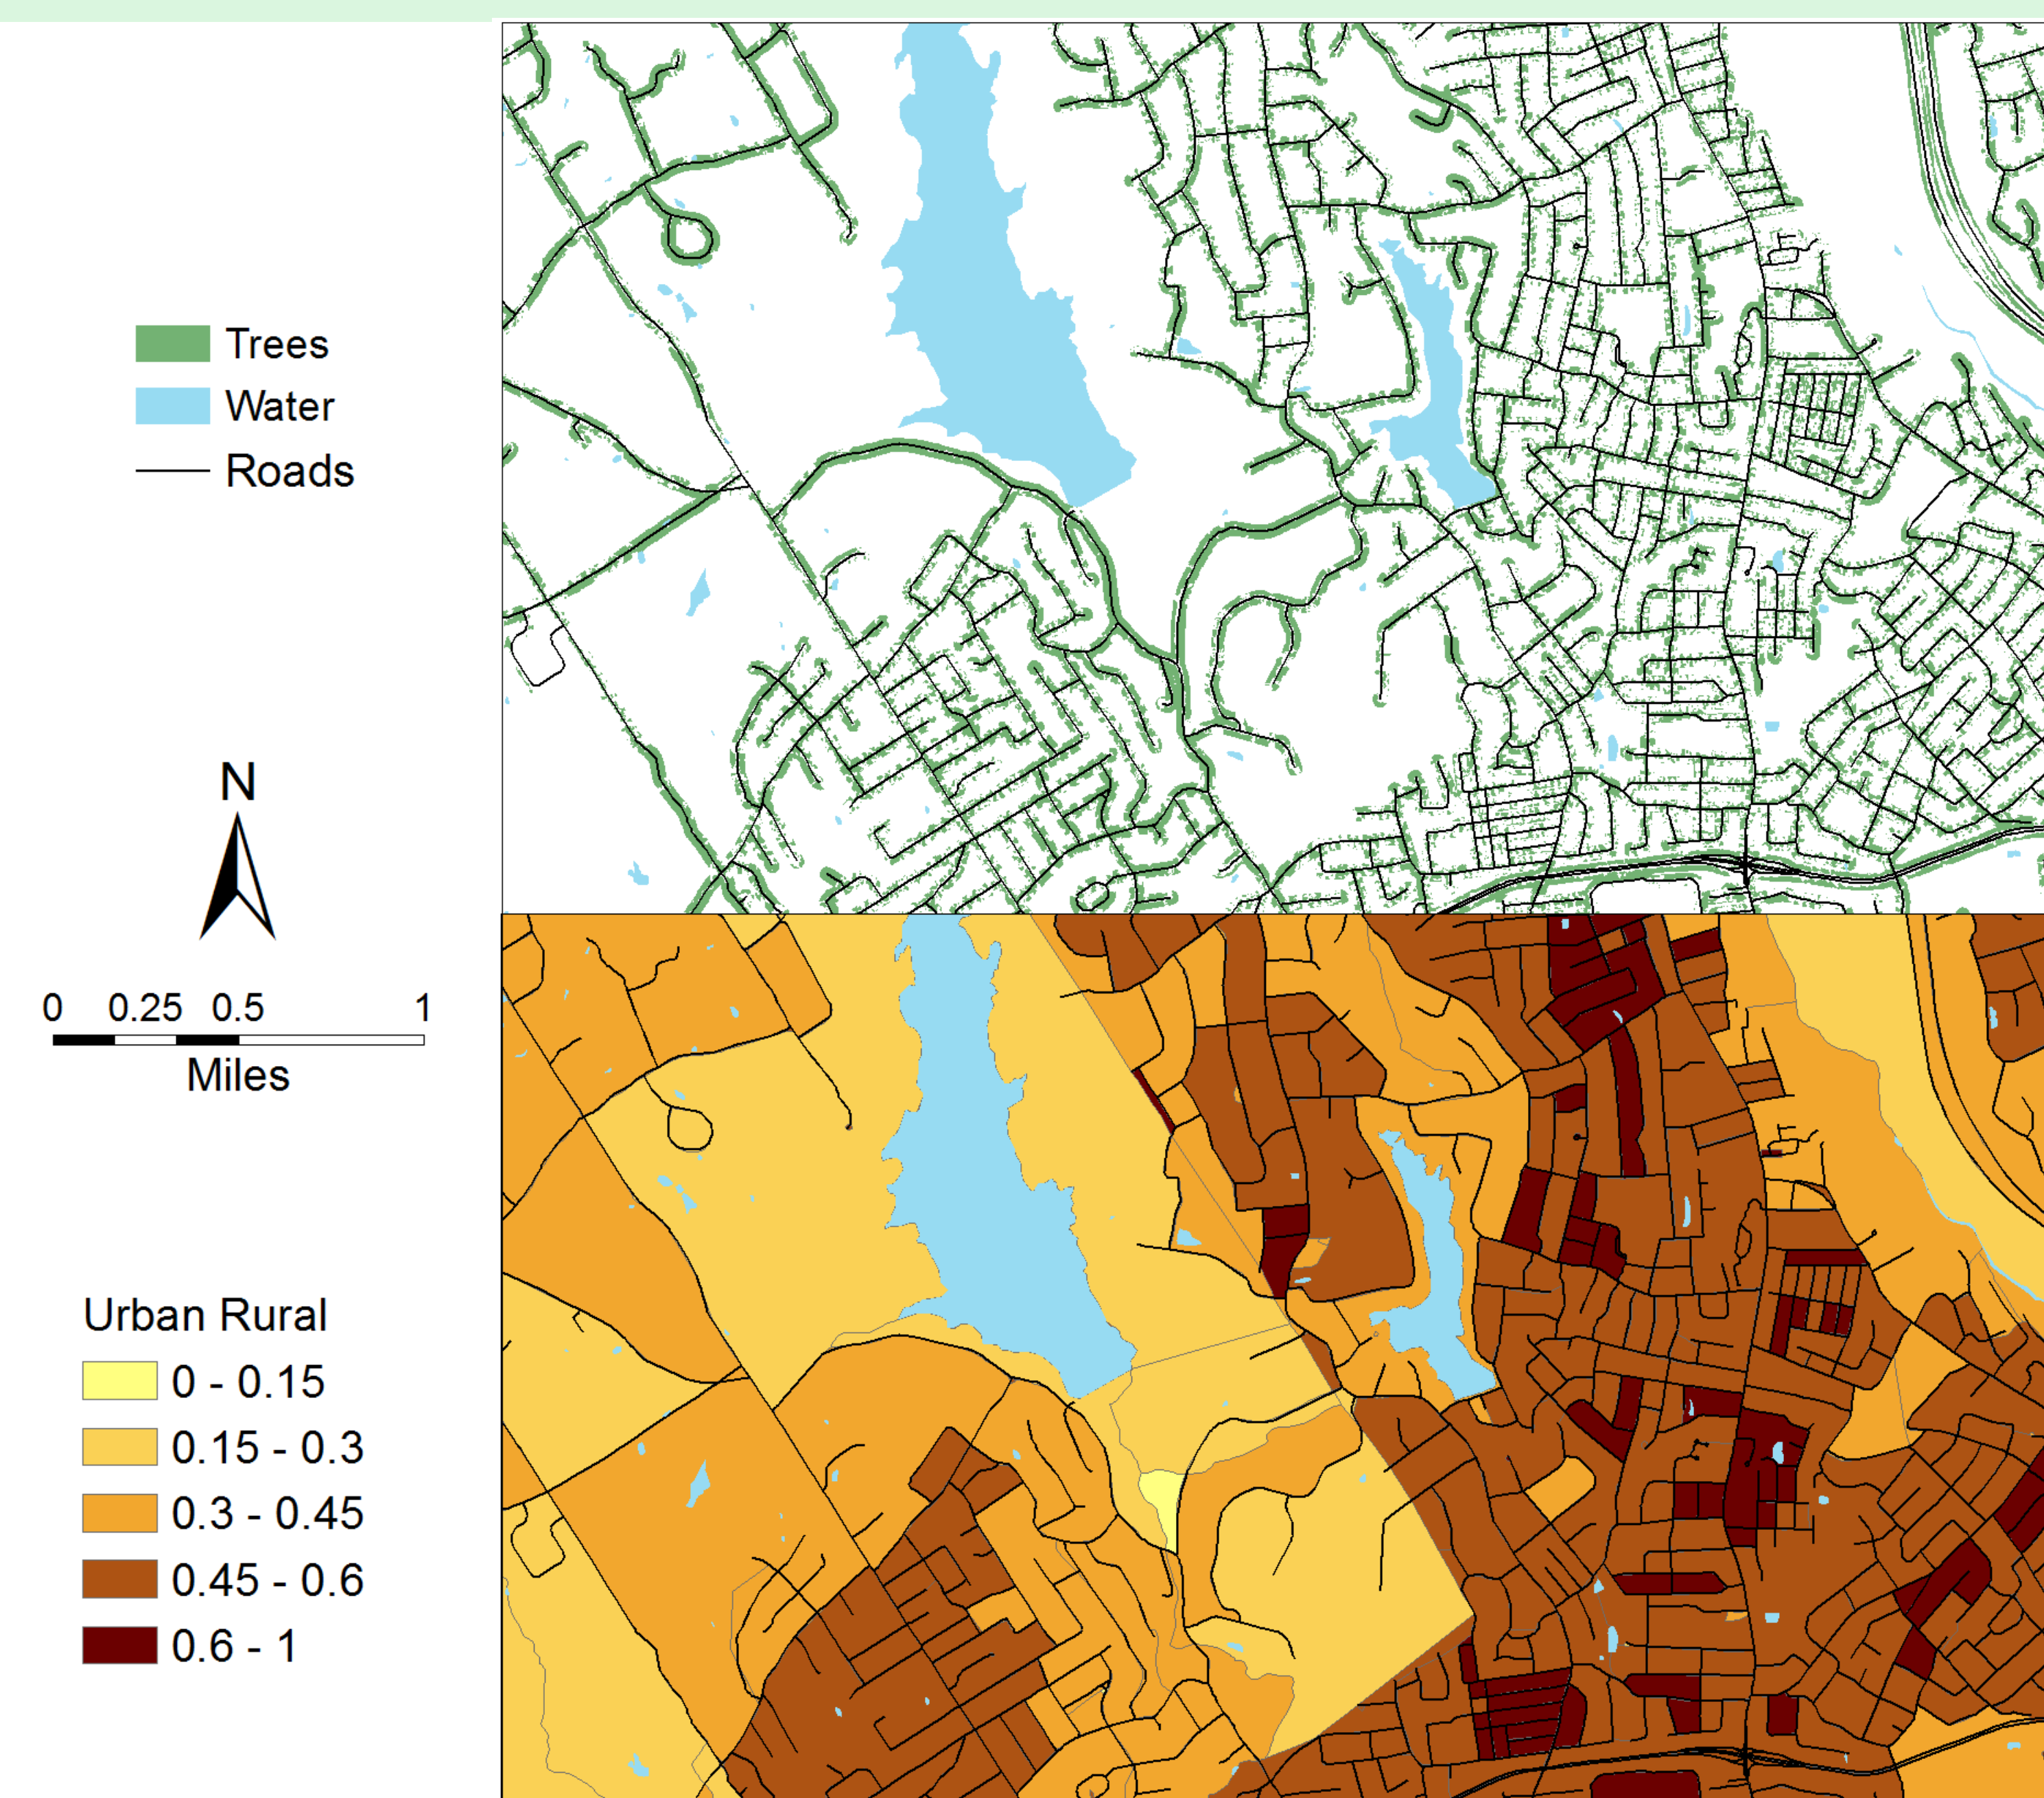 Trees
Water
Roads
N
0 0.25 0.5 1
Miles
Urban Rural
0 - 0.15
0.15 - 0.3
0.3 - 0.45
0.45 - 0.6
0.6 - 1